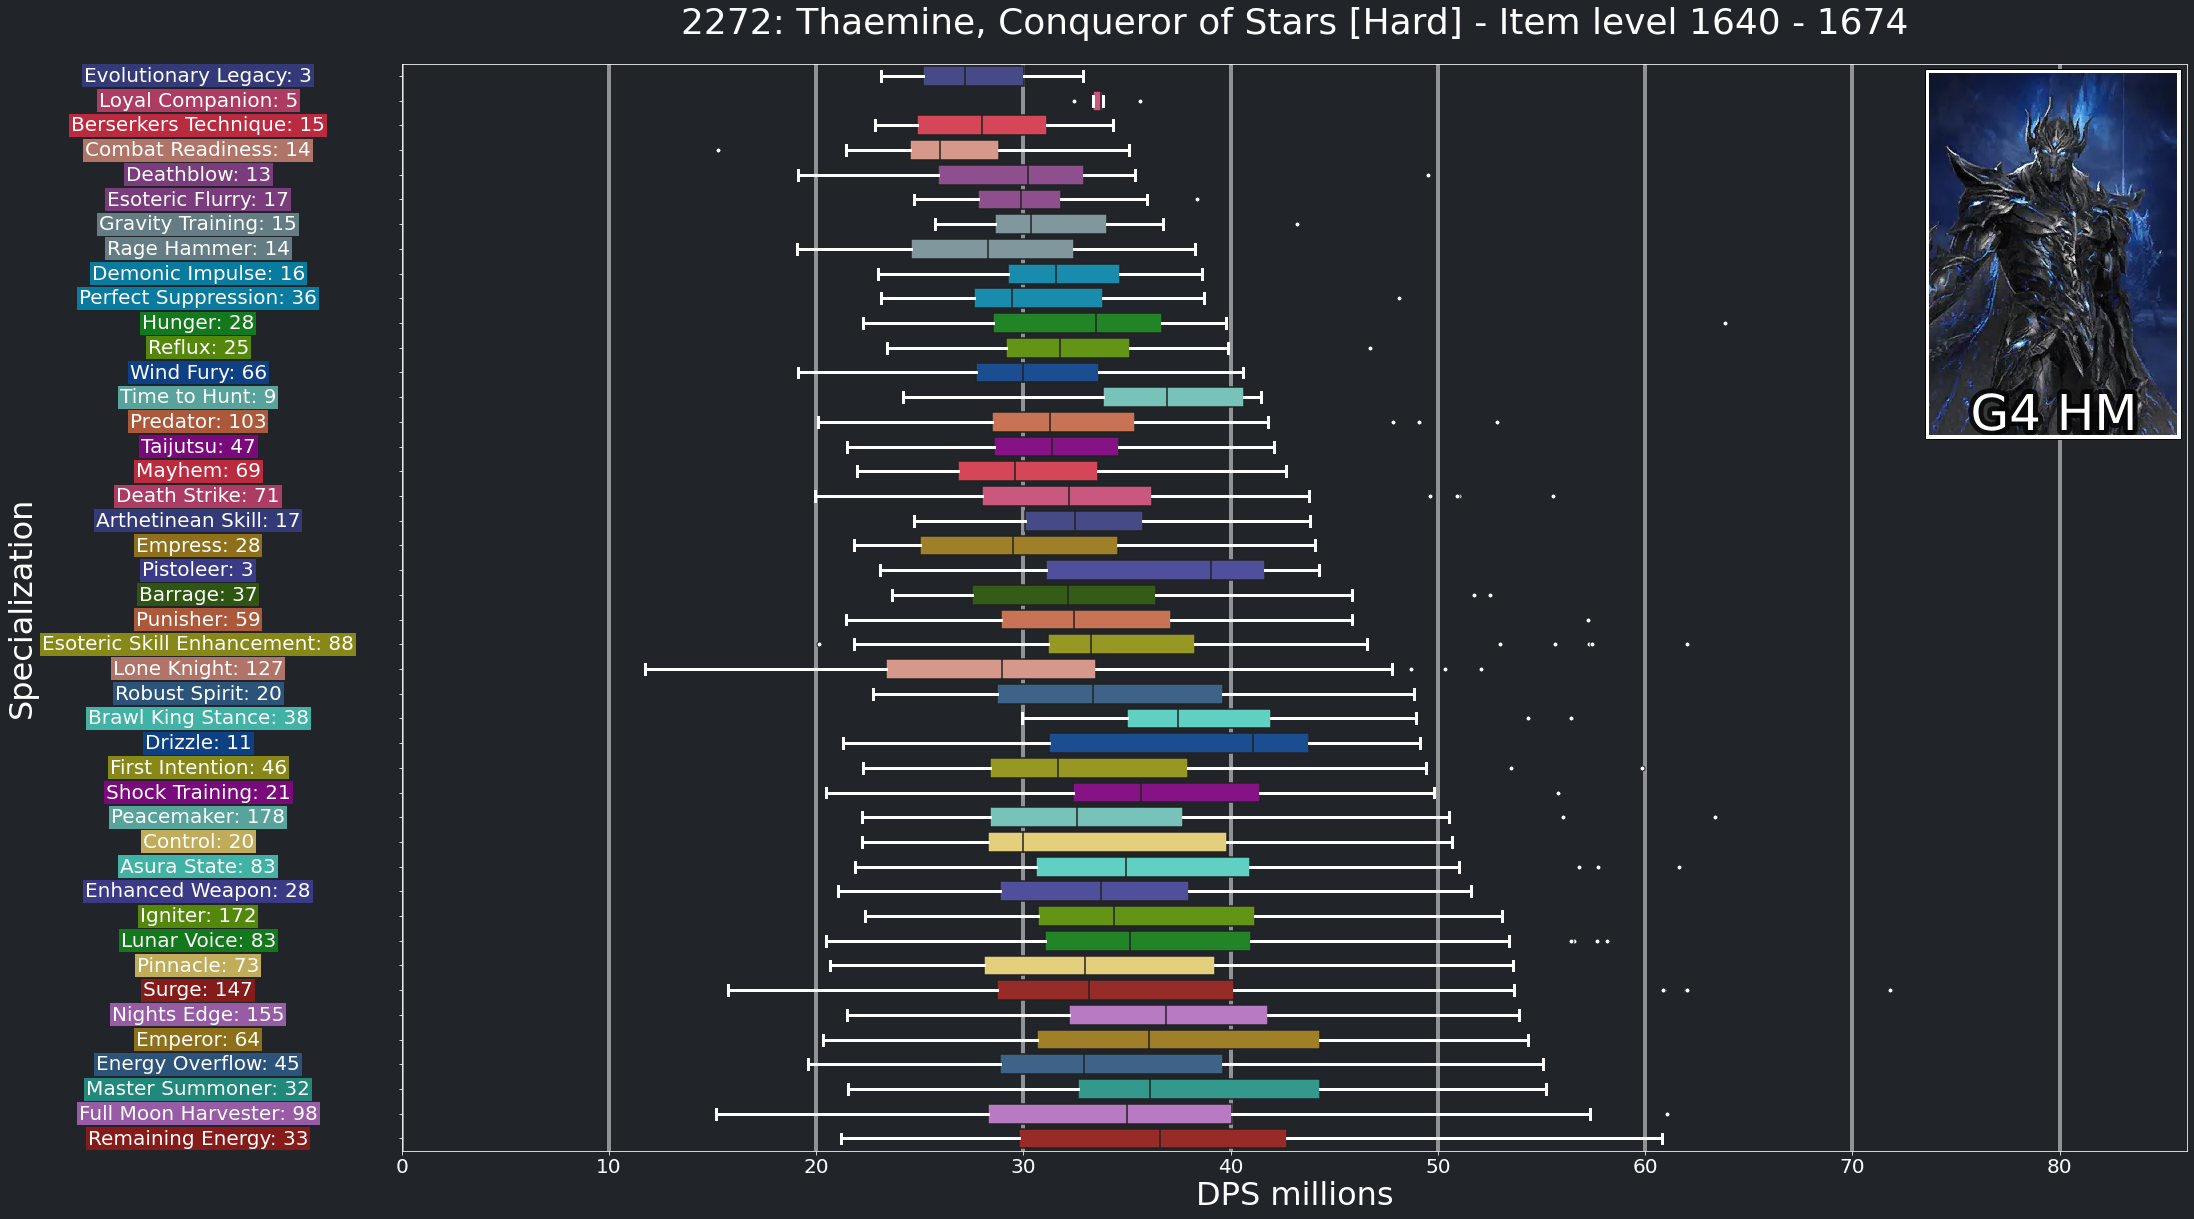 2272: Thaemine, Conqueror of Stars [Hard] - Item level 1640 - 1674
Evolutionary Legacy: 3
Loyal Companion: 5
Berserkers Technique: 15
Combat Readiness: 14
Deathblow: 13
Esoteric Flurry: 17
Gravity Training: 15
Rage Hammer: 14
Demonic Impulse: 16
Perfect Suppression: 36
Hunger: 28
Reflux: 25
Wind Fury: 66
Time to Hunt: 9
Predator: 103
Taijutsu: 47
Mayhem: 69
Death Strike: 71
Arthetinean Skill: 17
Empress: 28
Pistoleer: 3
Barrage: 37
Punisher: 59
Esoteric Skill Enhancement: 88
Lone Knight: 127
Robust Spirit: 20
Brawl King Stance: 38
Drizzle: 11
First Intention: 46
Shock Training: 21
Peacemaker: 178
Control: 20
Asura State: 83
Enhanced Weapon: 28
Igniter: 172
Lunar Voice: 83
Pinnacle: 73
Surge: 147
Nights Edge: 155
Emperor: 64
Energy Overflow: 45
Master Summoner: 32
Full Moon Harvester: 98
Remaining Energy: 33
Specialization
G4 HM
0 10 20 30 40 50 60 70 80
DPS millions